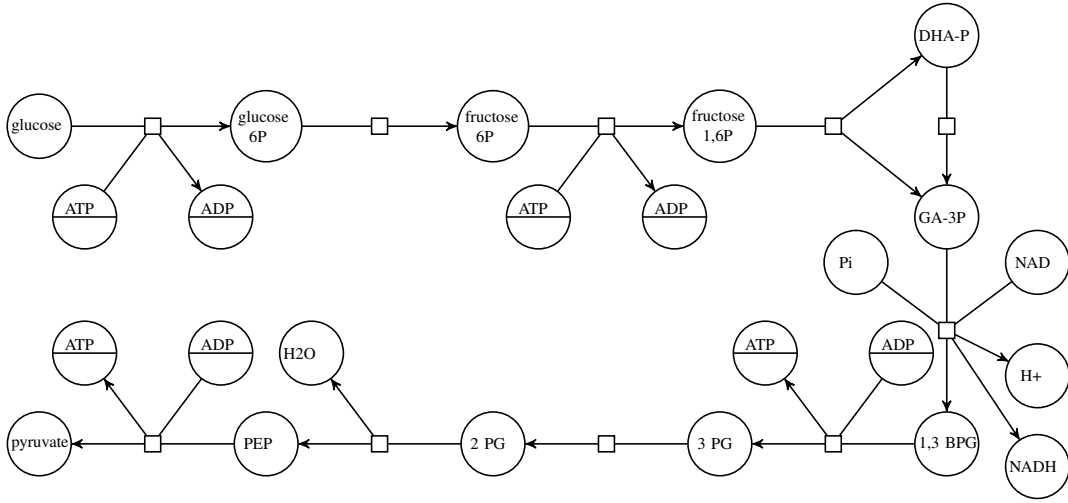 DHA-P
glucose
glucose
6P
fructose
6P
fructose
1,6P
ATP
ADP
ATP
ADP
GA-3P
Pi
NAD
ATP
ADP
H2O
ATP
ADP
H+
pyruvate
PEP
2 PG
3 PG
1,3 BPG
NADH